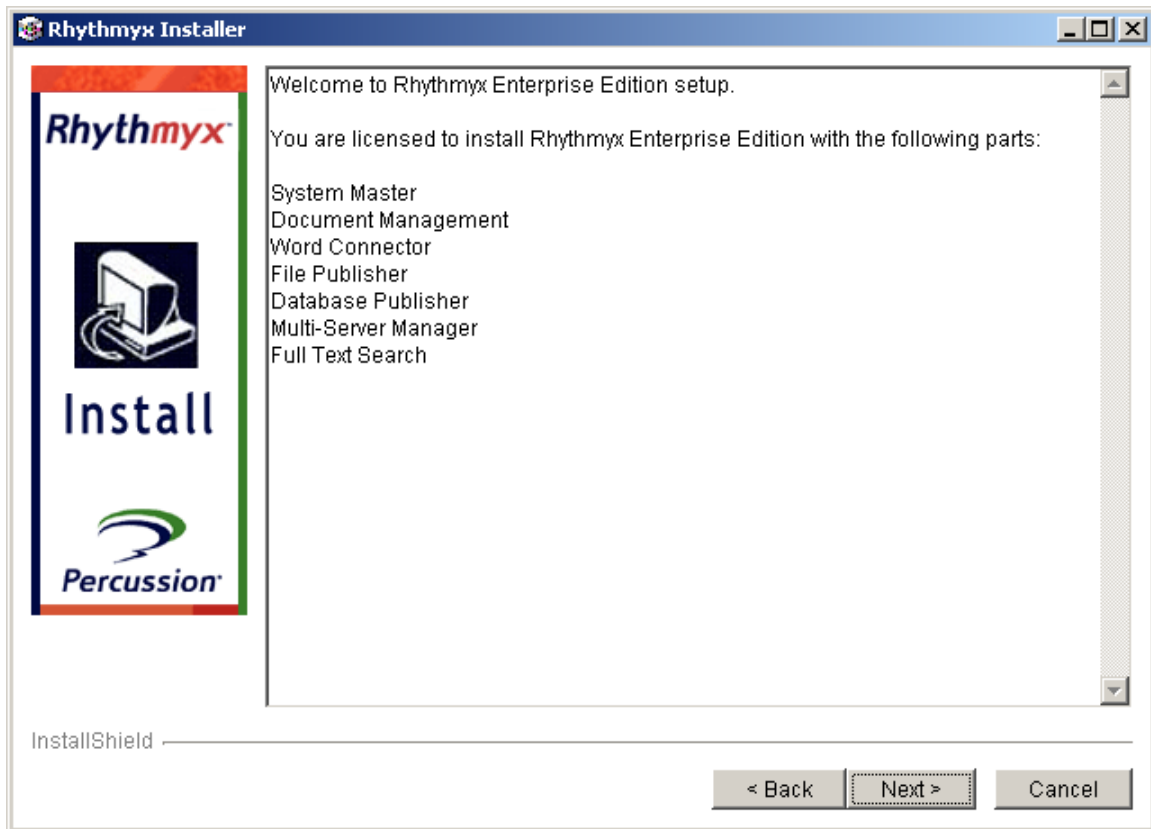 Rhythmyx Installer
Rhythmyx
Install
Percussion
Welcome to Rhythmyx Enterprise Edition setup.
You are licensed to install Rhythmyx Enterprise Edition with the following parts:
System Master
Document Management
Word Connector
File Publisher
Database Publisher
Multi-Server Manager
Full Text Search
InstallShield
< Back
Next >
Cancel